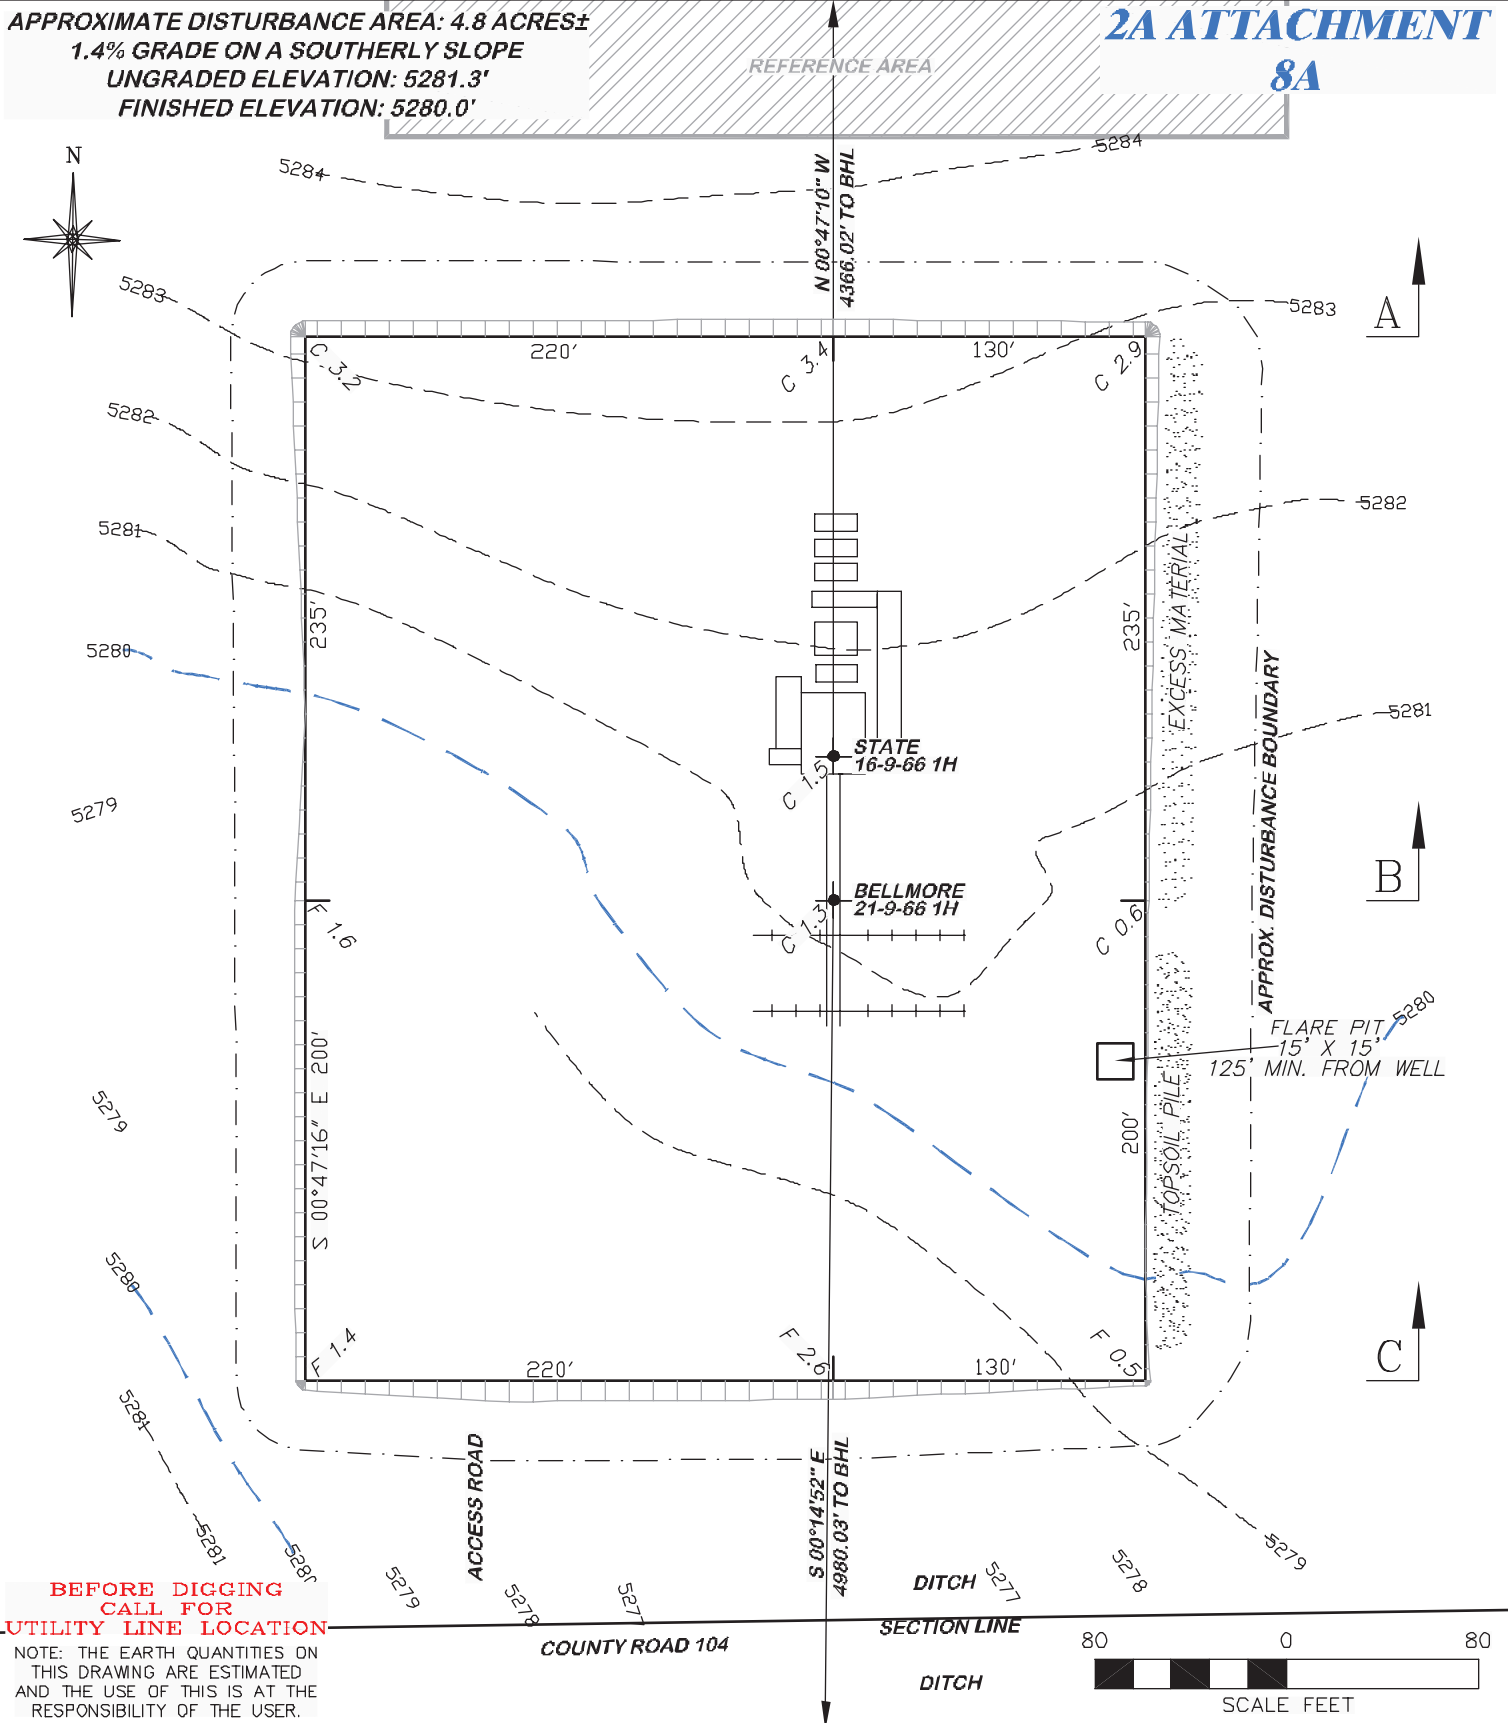 APPROXIMATE DISTURBANCE AREA: 4.8 ACRES±
1.4% GRADE ON A SOUTHERLY SLOPE
UNGRADED ELEVATION: 5281.3'
FINISHED ELEVATION: 5280.0'
REFERENCE AREA
2A ATTACHMENT
8A
N
5284
5284
N 00°47'10" W
4366.02' TO BHL
5283
5283
A
C 3.2
220'
C 3.4
130'
C 2.9
5282
5282
5281
5281
235'
235'
EXCESS MATERIAL
5280
APPROX. DISTURBANCE BOUNDARY
STATE
16-9-66 1H
C 1.5
5279
B
BELLMORE
21-9-66 1H
C 1.3
F 1.6
C 0.6
5280
FLARE PIT
15' X 15'
125' MIN. FROM WELL
S 00°47'16" E 200'
200'
TOPSOIL PILE
5279
5280
C
F 1.4
220'
F 2.6
130'
F 0.5
5281
ACCESS ROAD
S 00°14'52" E
4980.03' TO BHL
5281
5280
5279
5278
5277
DITCH
5277
5278
5279
BEFORE DIGGING
CALL FOR
UTILITY LINE LOCATION
NOTE: THE EARTH QUANTITIES ON
THIS DRAWING ARE ESTIMATED
AND THE USE OF THIS IS AT THE
RESPONSIBILITY OF THE USER.
COUNTY ROAD 104
SECTION LINE
DITCH
80 0 80
SCALE FEET